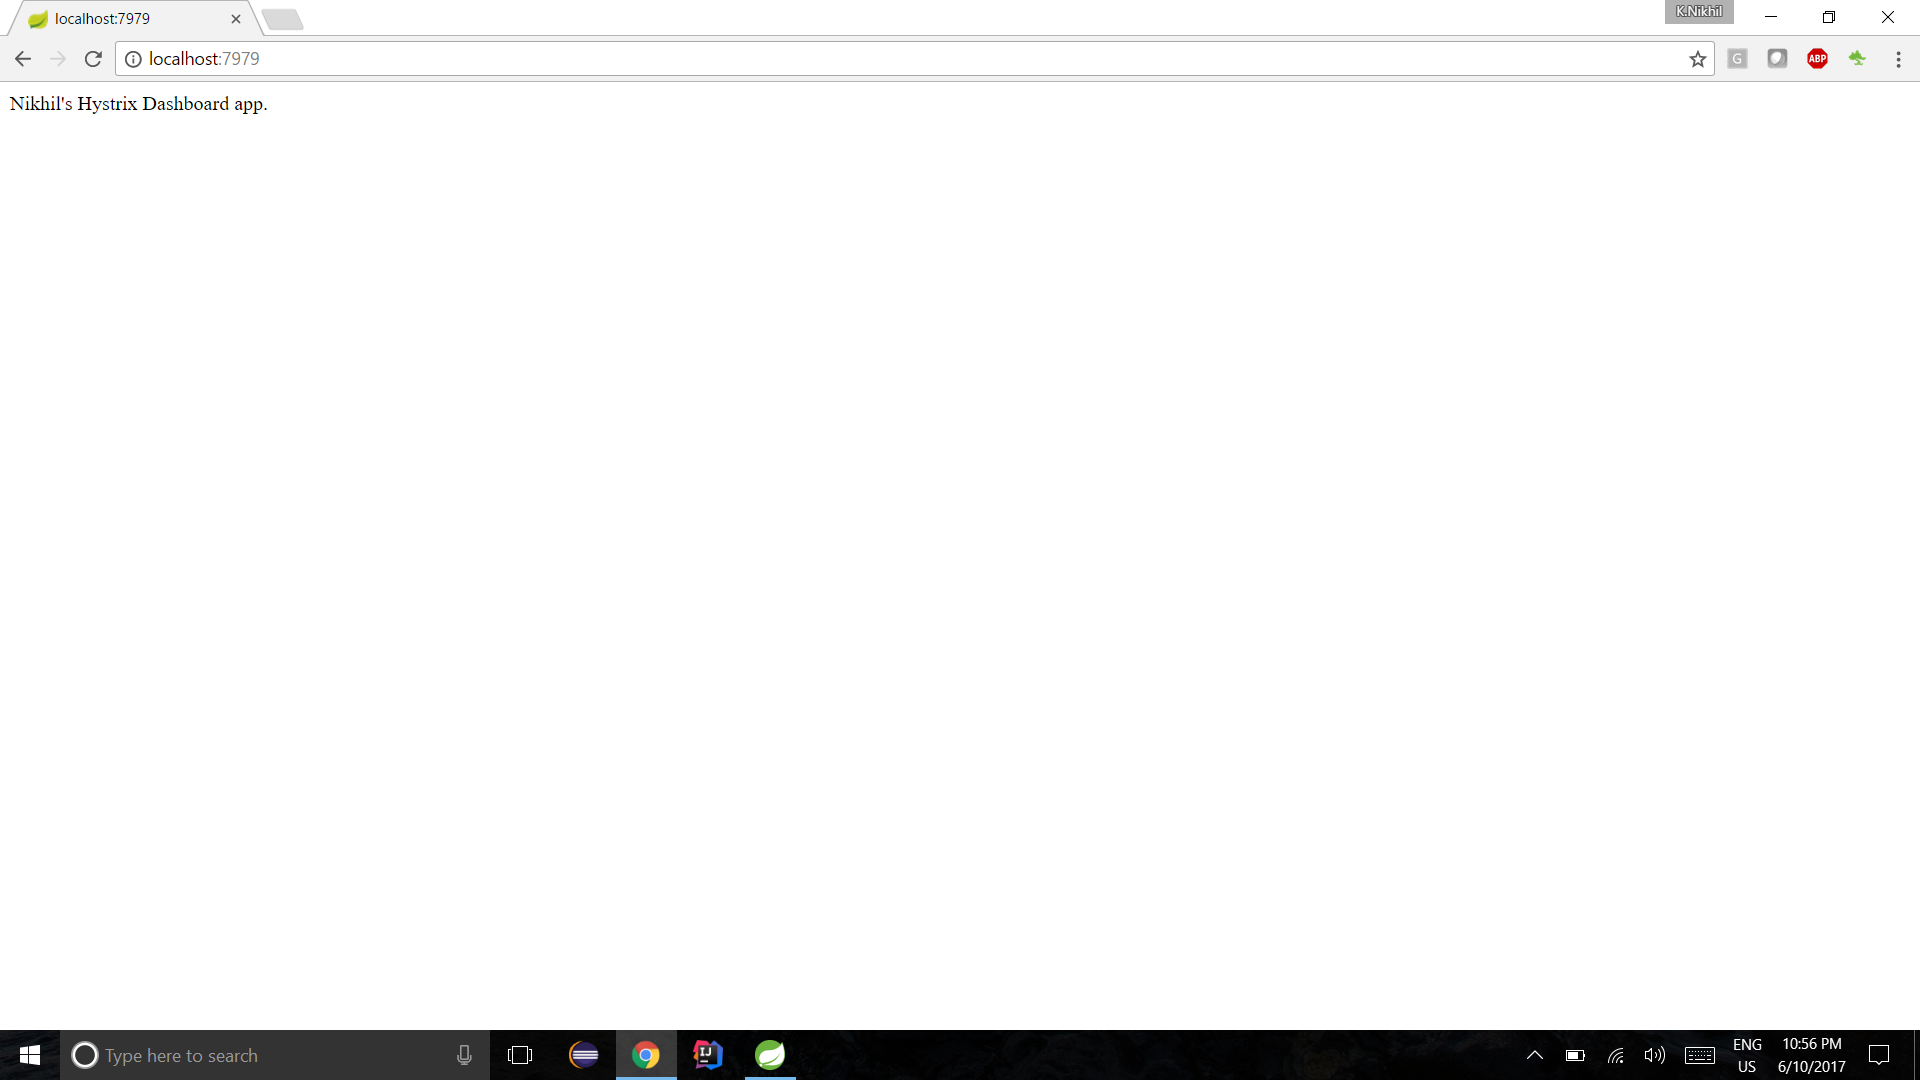 localhost:7979
K.Nikhil
localhost:7979
G
ABP
Nikhil's Hystrix Dashboard app.
Type here to search
IJ
ENG
US
10:56 PM
6/10/2017